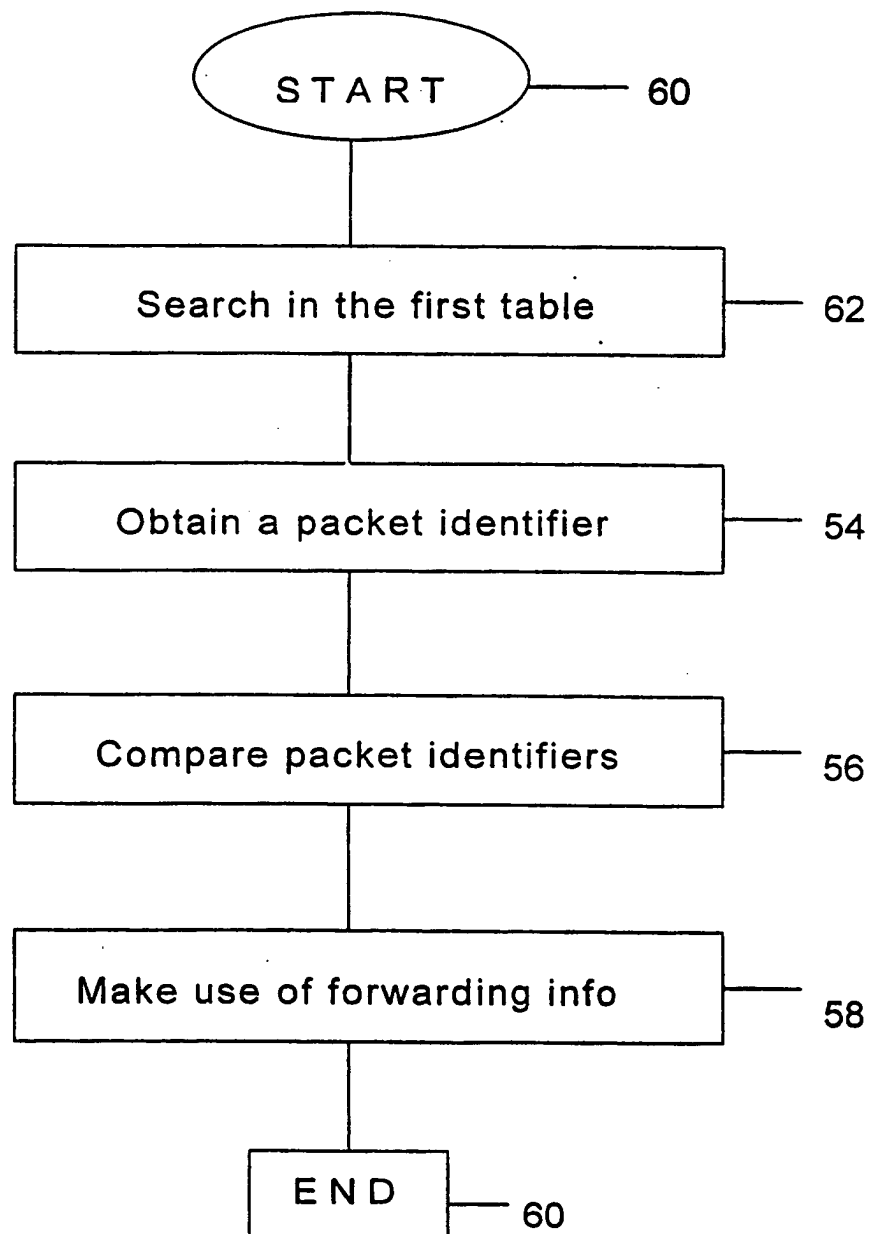 START
60
Search in the first table
62
Obtain a packet identifier
54
Compare packet identifiers
56
Make use of forwarding info
58
END
60